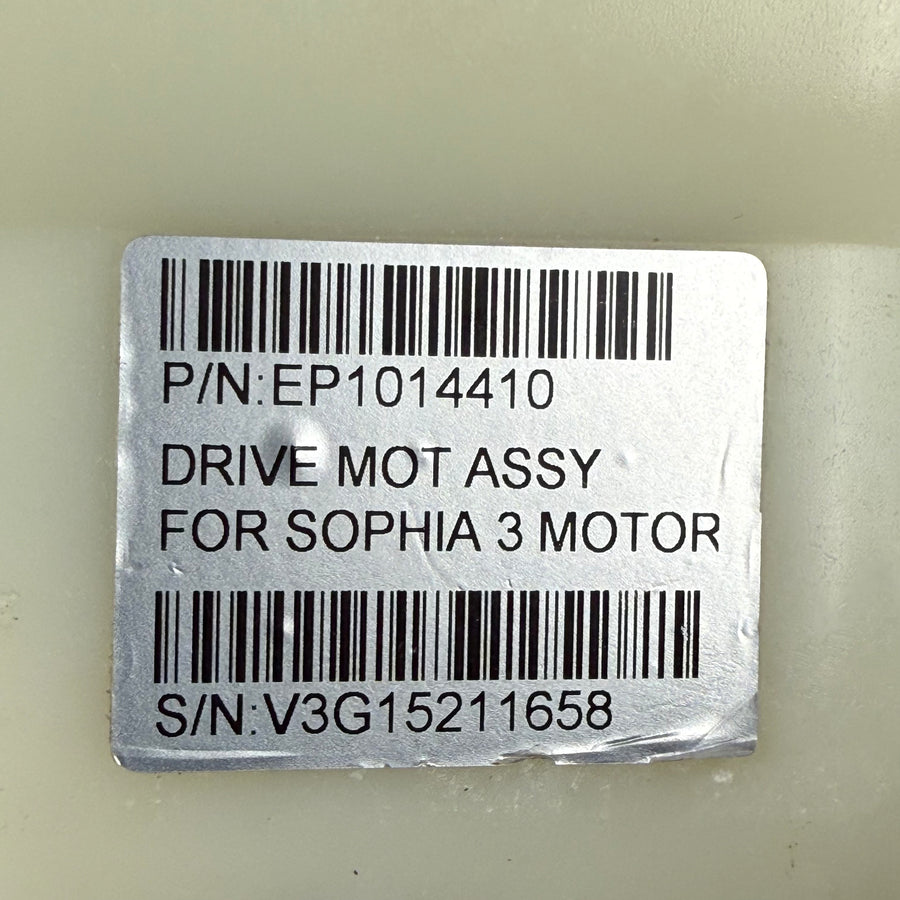 P/N:EP1014410
DRIVE MOT ASSY
FOR SOPHIA 3 MOTOR
S/N:V3G15211658